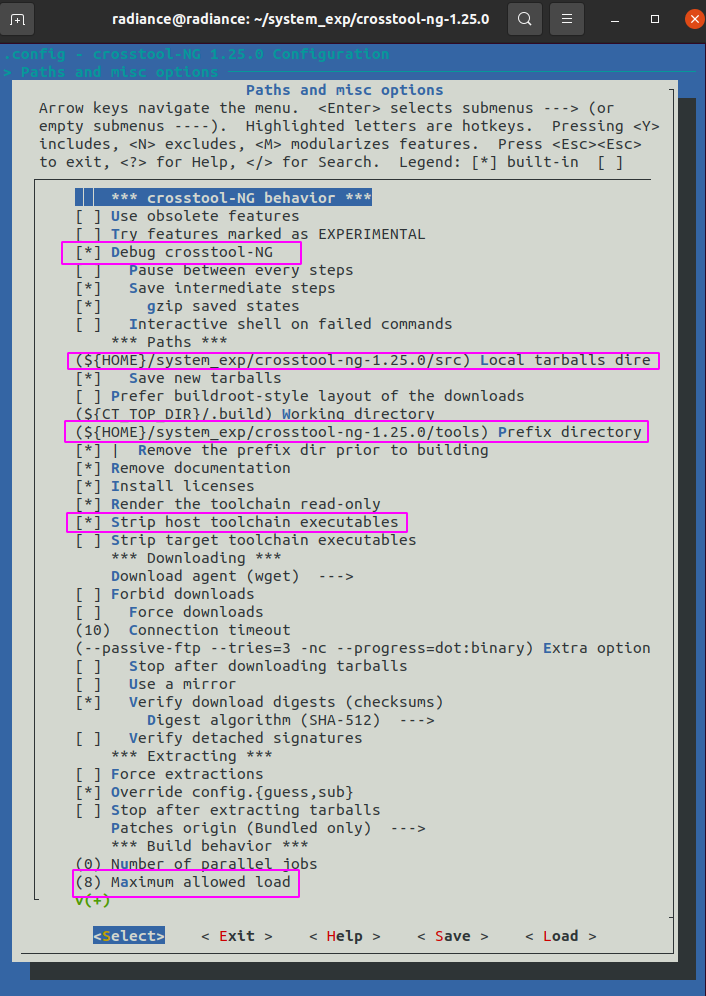 radiance@radiance: ~/system_exp/crosstool-ng-1.25.0
.config - crosstool-NG 1.25.0 Configuration
> Paths and misc options
Paths and misc options
Arrow keys navigate the menu.  <Enter> selects submenus ---> (or
empty submenus ----).  Highlighted letters are hotkeys.  Pressing <Y>
includes, <N> excludes, <M> modularizes features.  Press <Esc><Esc>
to exit, <?> for Help, </> for Search.  Legend: [*] built-in  [ ]
*** crosstool-NG behavior ***
[ ] Use obsolete features
[ ] Try features marked as EXPERIMENTAL
[*] Debug crosstool-NG
[ ]   Pause between every steps
[*]   Save intermediate steps
[*]     gzip saved states
[ ]   Interactive shell on failed commands
*** Paths ***
(${HOME}/system_exp/crosstool-ng-1.25.0/src) Local tarballs dire
[*]   Save new tarballs
[ ] Prefer buildroot-style layout of the downloads
(${CT_TOP_DIR}/.build) Working directory
(${HOME}/system_exp/crosstool-ng-1.25.0/tools) Prefix directory
[*] |  Remove the prefix dir prior to building
[*] Remove documentation
[*] Install licenses
[*] Render the toolchain read-only
[*] Strip host toolchain executables
[ ] Strip target toolchain executables
*** Downloading ***
Download agent (wget)  --->
[ ] Forbid downloads
[ ]   Force downloads
(10)  Connection timeout
(--passive-ftp --tries=3 -nc --progress=dot:binary) Extra option
[ ]   Stop after downloading tarballs
[ ]   Use a mirror
[*]   Verify download digests (checksums)
Digest algorithm (SHA-512)  --->
[ ]   Verify detached signatures
*** Extracting ***
[ ] Force extractions
[*] Override config.{guess,sub}
[ ] Stop after extracting tarballs
Patches origin (Bundled only)  --->
*** Build behavior ***
(0) Number of parallel jobs
(8) Maximum allowed load
v(+)
<Select>    < Exit >    < Help >    < Save >    < Load >